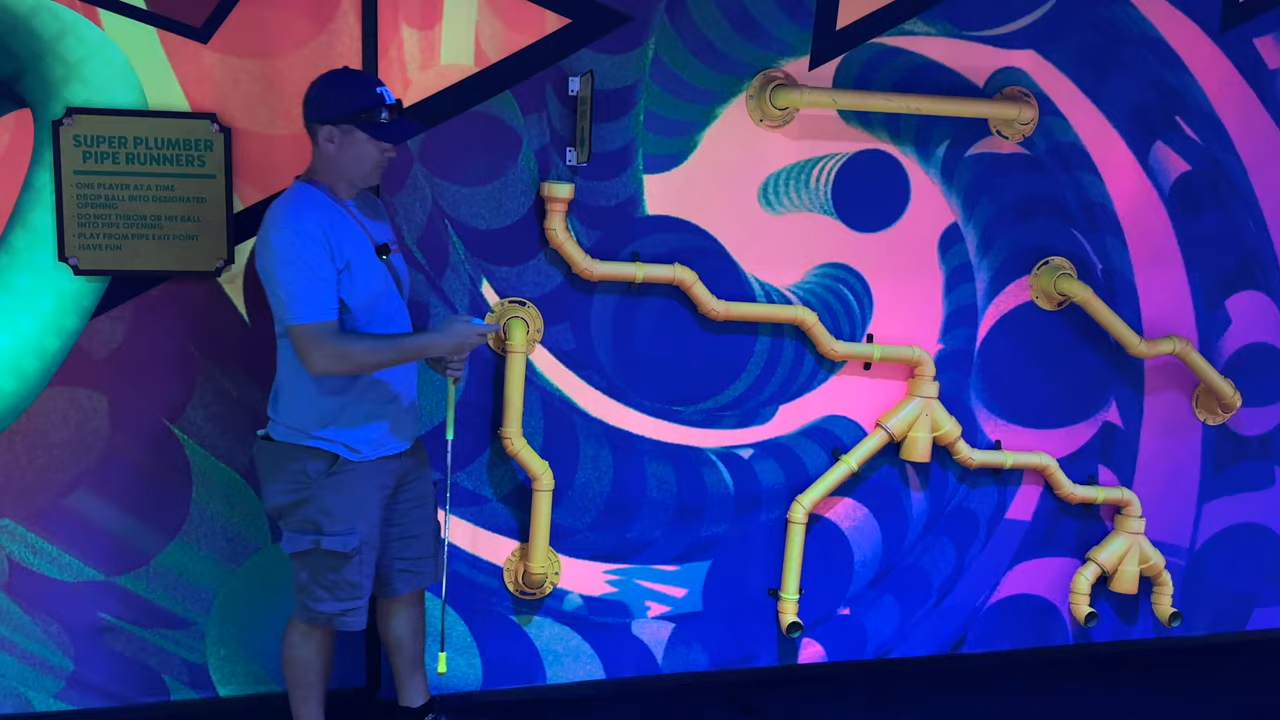 SUPER PLUMBER
PIPE RUNNERS
- ONE PLAYER AT A TIME
- DROP BALL INTO DESIGNATED
OPENING
- DO NOT THROW OR HIT BALL
INTO PIPE OPENING
- PLAY FROM PIPE EXIT POINT
- HAVE FUN